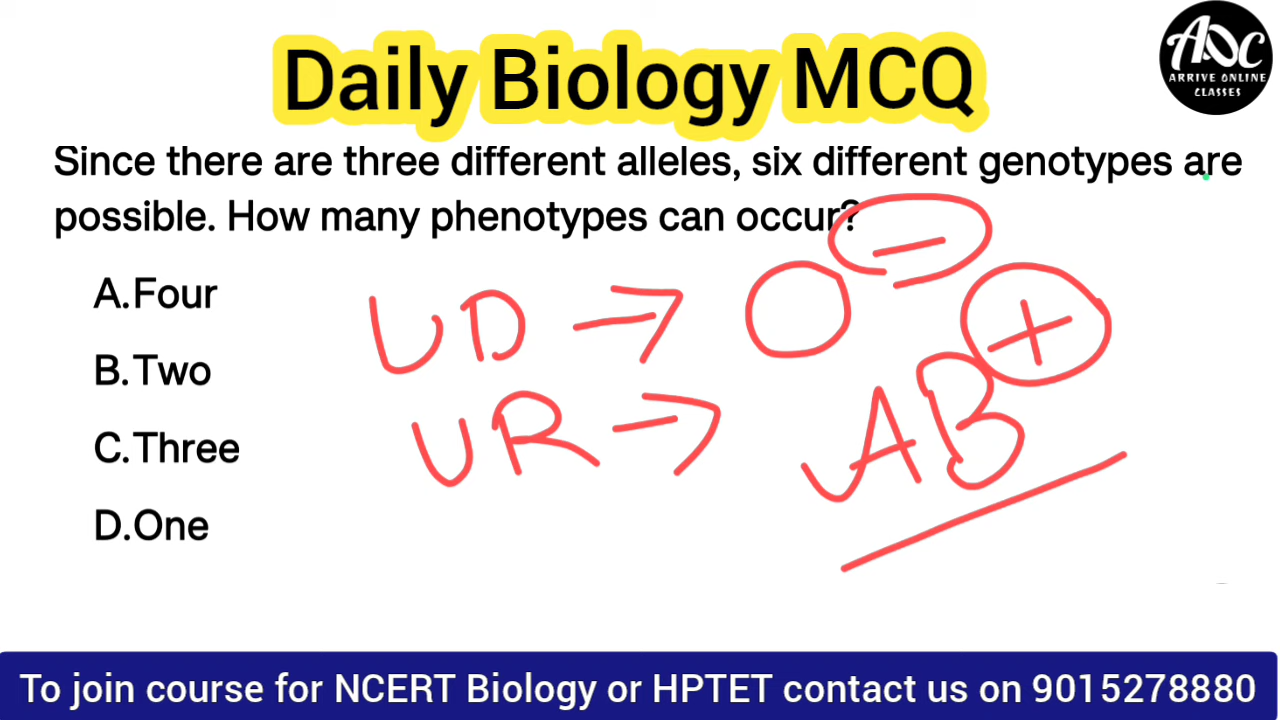 AOC
ARRIVE ONLINE
CLASSES
Daily Biology MCQ
Since there are three different alleles, six different genotypes are
possible. How many phenotypes can occur?
A.Four
B.Two
C.Three
D.One
UD → O−
UR → AB+
To join course for NCERT Biology or HPTET contact us on 9015278880